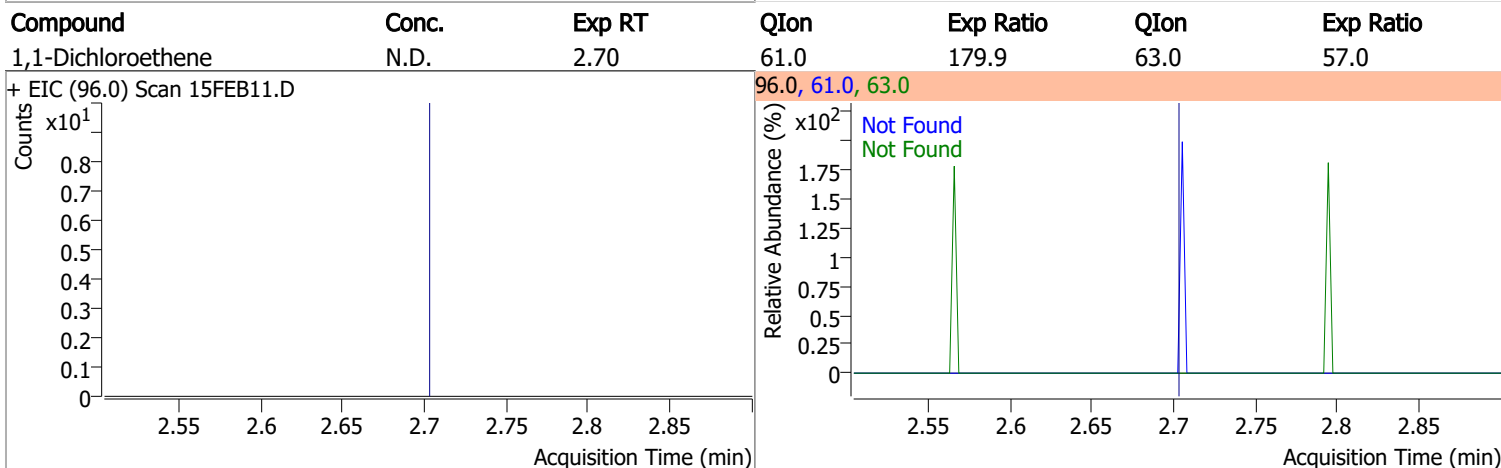 Compound Conc. Exp RT QIon Exp Ratio QIon Exp Ratio
1,1-Dichloroethene N.D. 2.70 61.0 179.9 63.0 57.0
+ EIC (96.0) Scan 15FEB11.D
Counts
x10¹
0.8
0.7
0.6
0.5
0.4
0.3
0.2
0.1
0
2.55 2.6 2.65 2.7 2.75 2.8 2.85
Acquisition Time (min)
96.0, 61.0, 63.0
Relative Abundance (%)
x10²
Not Found
Not Found
1.75
1.5
1.25
1
0.75
0.5
0.25
0
2.55 2.6 2.65 2.7 2.75 2.8 2.85
Acquisition Time (min)